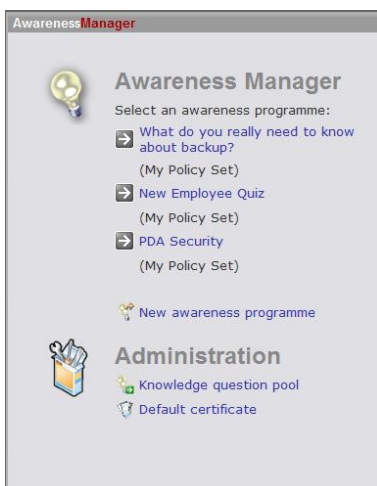 AwarenessManager
Awareness Manager
Select an awareness programme:
What do you really need to know
about backup?
(My Policy Set)
New Employee Quiz
(My Policy Set)
PDA Security
(My Policy Set)
New awareness programme
Administration
Knowledge question pool
Default certificate